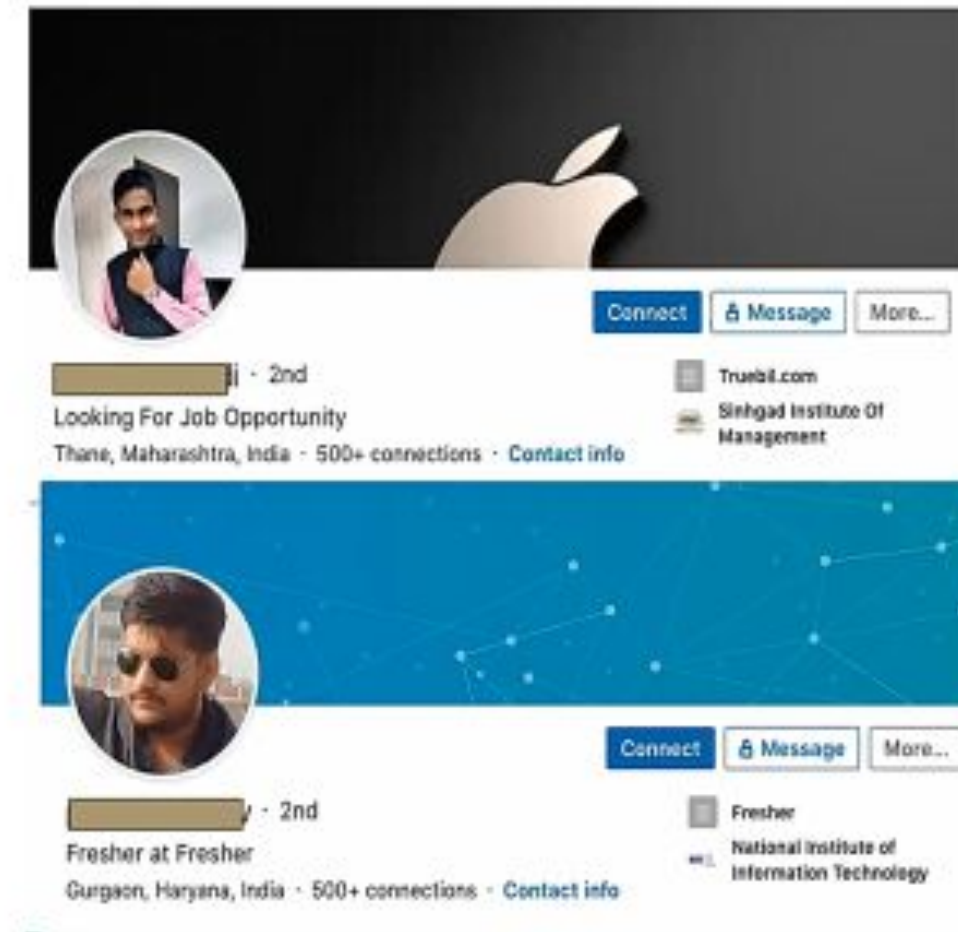 Connect
Message
More...
· 2nd
Looking For Job Opportunity
Thane, Maharashtra, India · 500+ connections · Contact info
Truebil.com
Sinhgad Institute Of
Management
Connect
Message
More...
· 2nd
Fresher at Fresher
Gurgaon, Haryana, India · 500+ connections · Contact info
Fresher
National Institute of
Information Technology